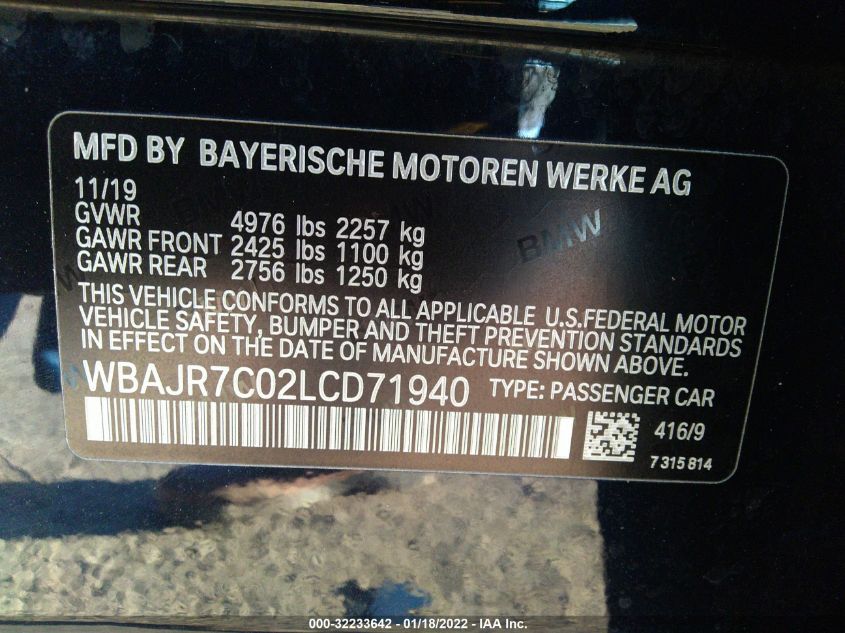 MFD BY BAYERISCHE MOTOREN WERKE AG
11/19
GVWR 4976 lbs 2257 kg
GAWR FRONT 2425 lbs 1100 kg
GAWR REAR 2756 lbs 1250 kg
BMW
THIS VEHICLE CONFORMS TO ALL APPLICABLE U.S.FEDERAL MOTOR
VEHICLE SAFETY, BUMPER AND THEFT PREVENTION STANDARDS
IN EFFECT ON THE DATE OF MANUFACTURE SHOWN ABOVE.
WBAJR7C02LCD71940 TYPE: PASSENGER CAR
416/9
7315814
000-32233642 - 01/18/2022 - IAA Inc.